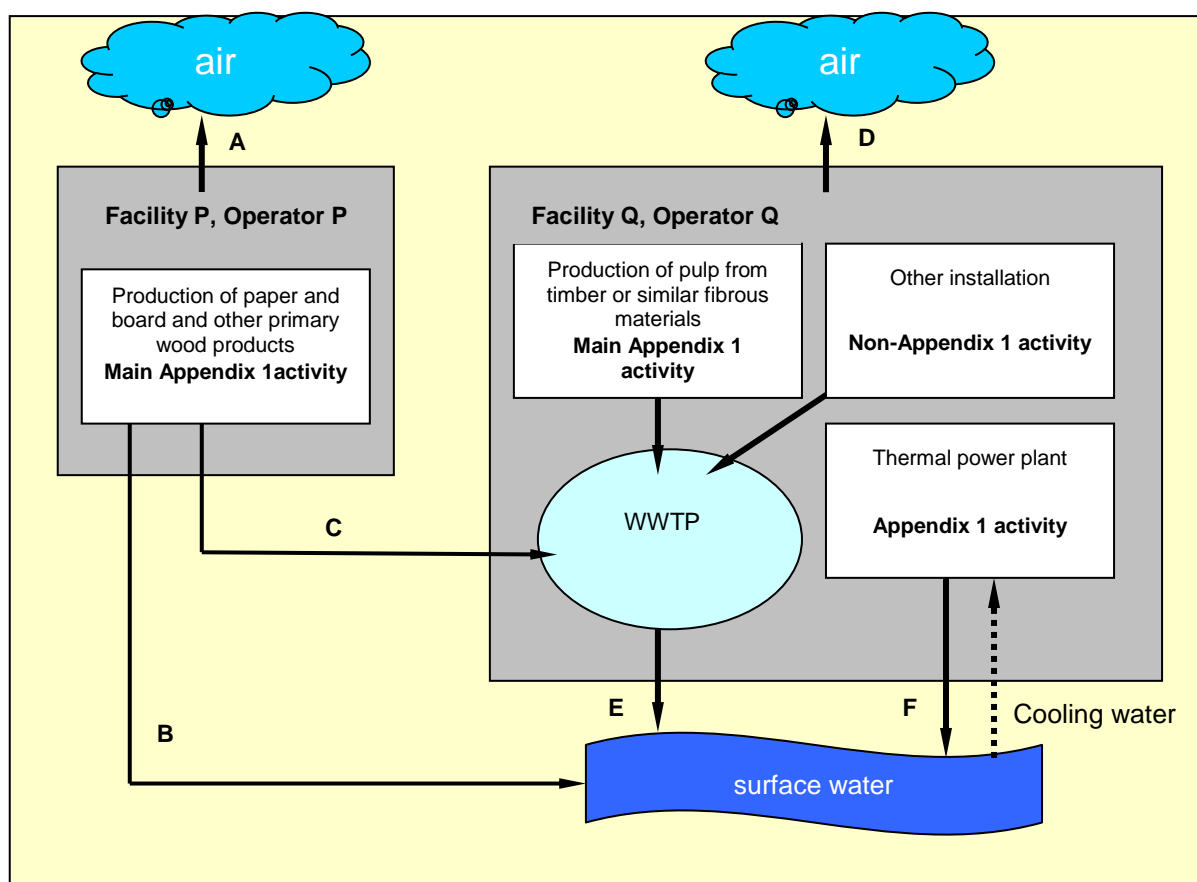 air
air
A
D
Facility P, Operator P
Production of paper and
board and other primary
wood products
Main Appendix 1activity
Facility Q, Operator Q
Production of pulp from
timber or similar fibrous
materials
Main Appendix 1
activity
Other installation
Non-Appendix 1 activity
Thermal power plant
Appendix 1 activity
WWTP
C
B
E
F
Cooling water
surface water